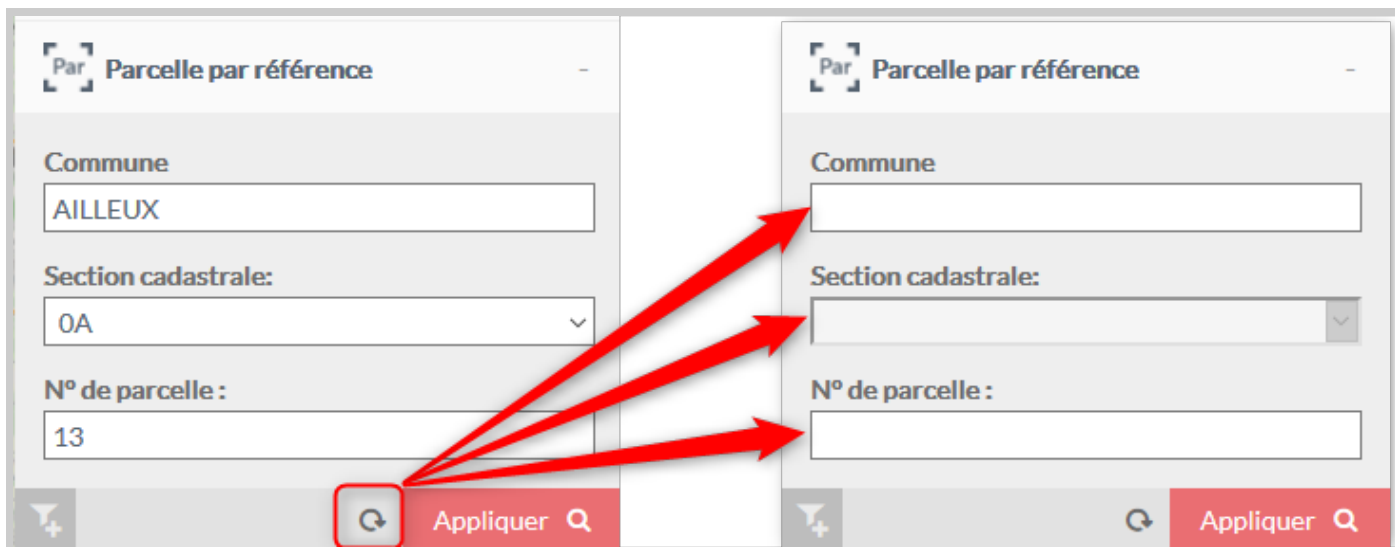 Par Parcelle par référence -
Commune
AILLEUX
Section cadastrale:
0A
N° de parcelle :
13
Appliquer
Par Parcelle par référence -
Commune
Section cadastrale:
N° de parcelle :
Appliquer